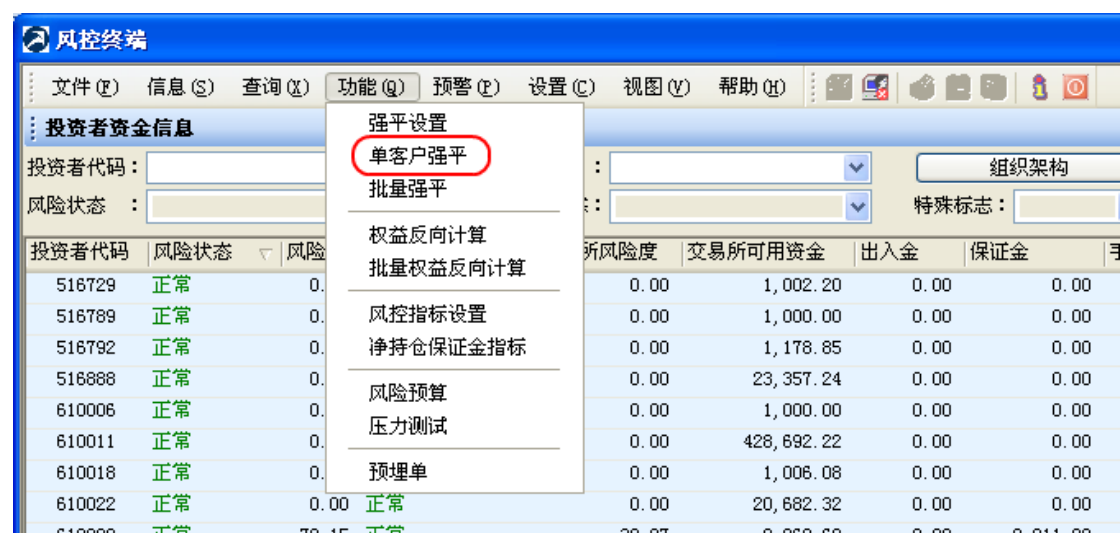 风控终端
文件(F) 信息(S) 查询(X) 功能(Q) 预警(P) 设置(C) 视图(V) 帮助(H)
投资者资金信息
强平设置
投资者代码: 单客户强平 : 组织架构
批量强平
风险状态 : : 特殊标志:
权益反向计算
投资者代码 风险状态 风险 所风险度 交易所可用资金 出入金 保证金
批量权益反向计算
516729 正常 0. 0.00 1,002.20 0.00 0.00
516789 正常 0. 风控指标设置 0.00 1,000.00 0.00 0.00
516792 正常 0. 净持仓保证金指标 0.00 1,178.85 0.00 0.00
516888 正常 0. 风险预算 0.00 23,357.24 0.00 0.00
610006 正常 0. 压力测试 0.00 1,000.00 0.00 0.00
610011 正常 0. 0.00 428,692.22 0.00 0.00
610018 正常 0. 预埋单 0.00 1,006.08 0.00 0.00
610022 正常 0.00 正常 0.00 20,682.32 0.00 0.00